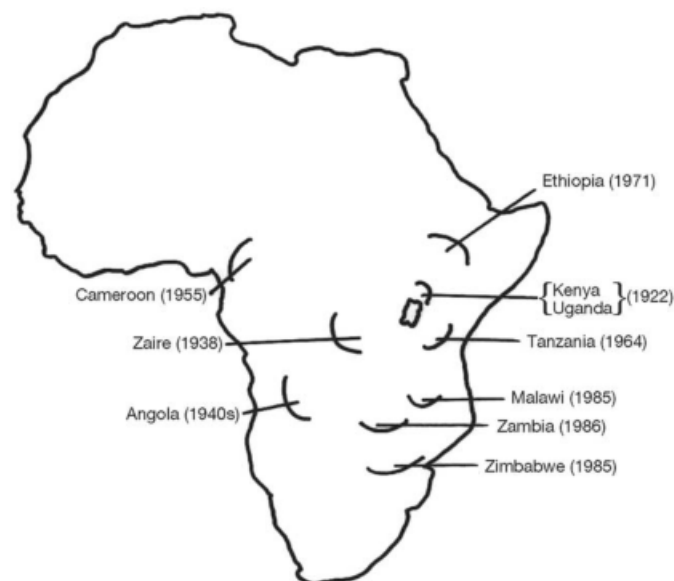 Ethiopia (1971)
Cameroon (1955)
{Kenya
Uganda} (1922)
Zaire (1938)
Tanzania (1964)
Angola (1940s)
Malawi (1985)
Zambia (1986)
Zimbabwe (1985)